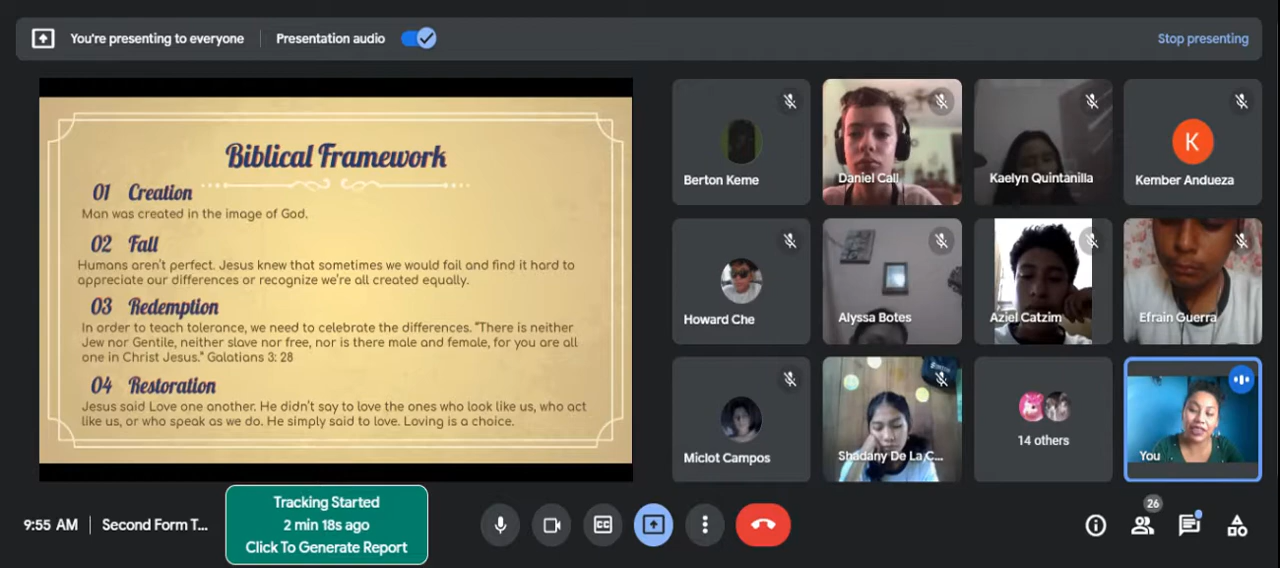 You're presenting to everyone
Presentation audio
Stop presenting
Biblical Framework
01 Creation
Man was created in the image of God.
02 Fall
Humans aren't perfect. Jesus knew that sometimes we would fail and find it hard to
appreciate our differences or recognize we're all created equally.
03 Redemption
In order to teach tolerance, we need to celebrate the differences. "There is neither
Jew nor Gentile, neither slave nor free, nor is there male and female, for you are all
one in Christ Jesus." Galatians 3: 28
04 Restoration
Jesus said Love one another. He didn't say to love the ones who look like us, who act
like us, or who speak as we do. He simply said to love. Loving is a choice.
Berton Keme
Daniel Call
Kaelyn Quintanilla
K
Kember Andueza
Howard Che
Alyssa Botes
Aziel Catzim
Efrain Guerra
Miclot Campos
Shadany De La C...
14 others
You
9:55 AM
Second Form T...
Tracking Started
2 min 18s ago
Click To Generate Report
CC
26